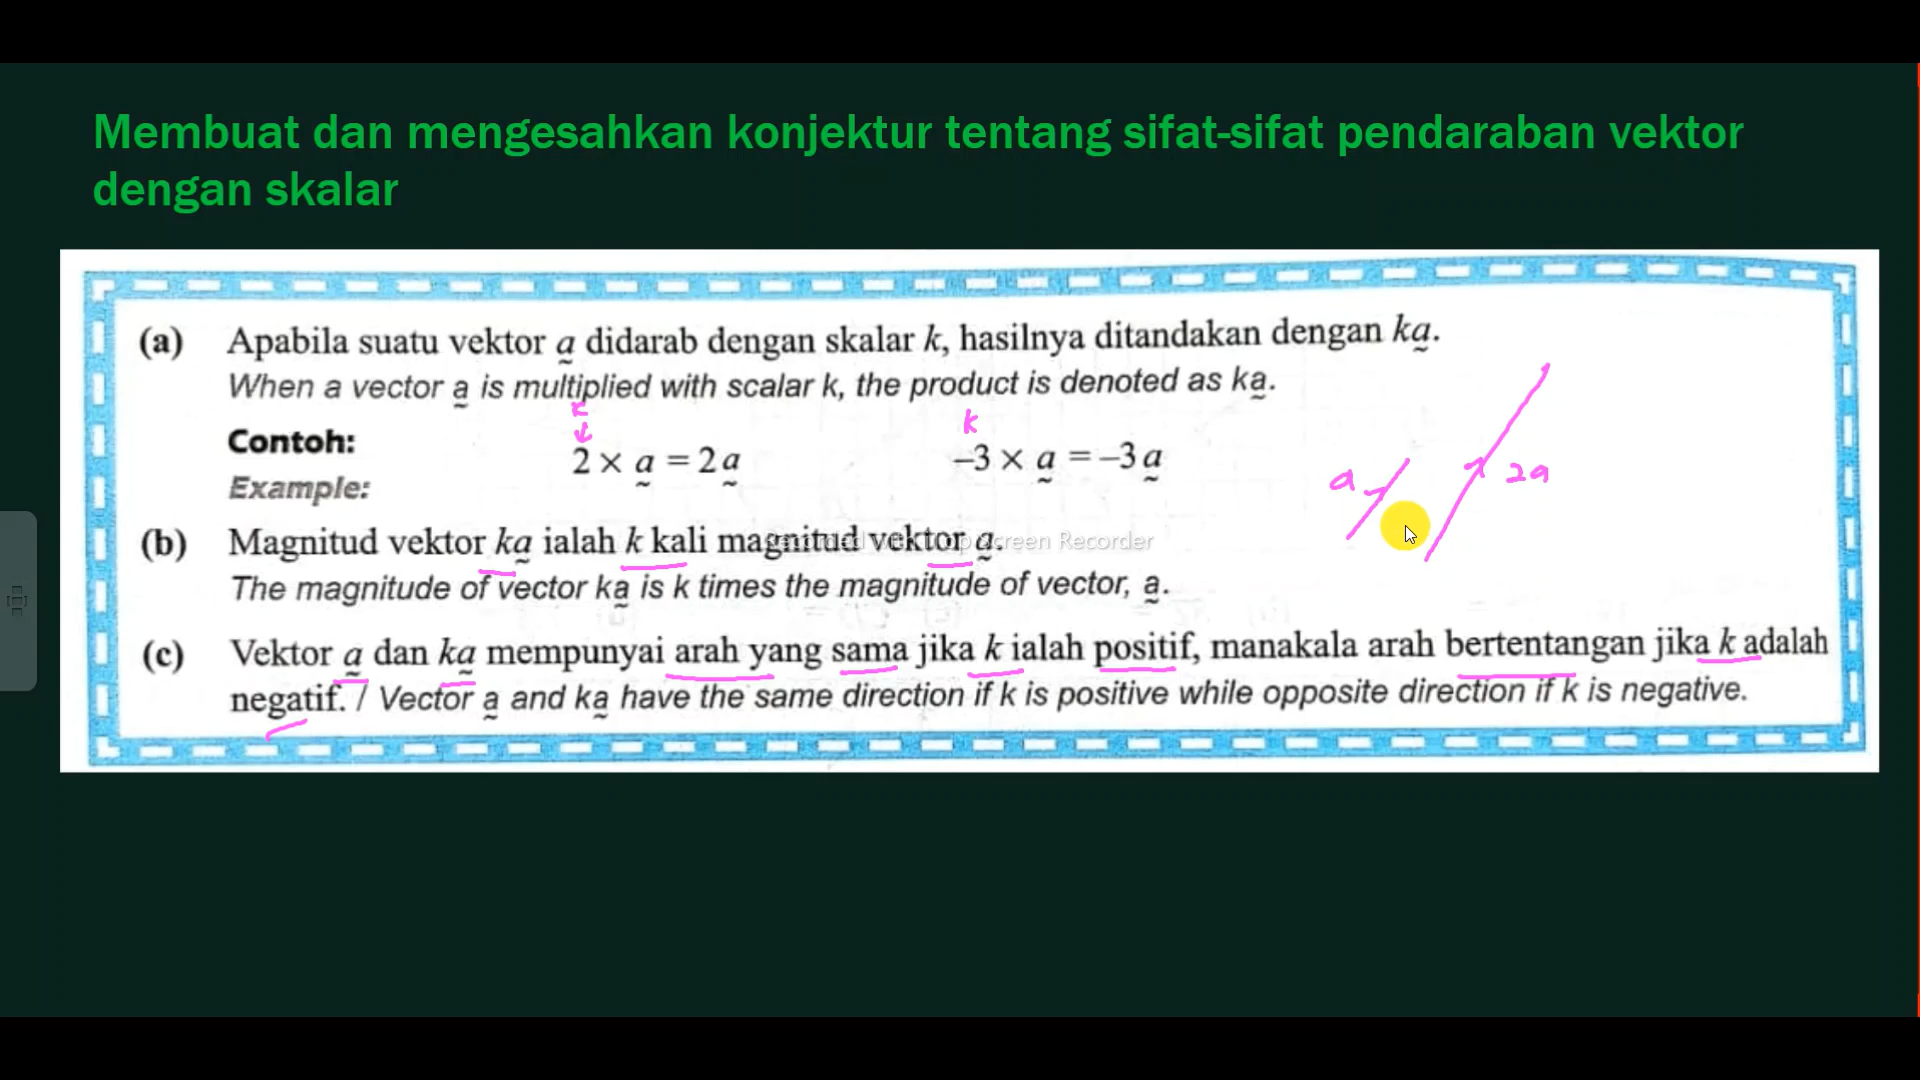 Membuat dan mengesahkan konjektur tentang sifat-sifat pendaraban vektor
dengan skalar
(a) Apabila suatu vektor a̰ didarab dengan skalar k, hasilnya ditandakan dengan ka̰.
When a vector a̰ is multiplied with scalar k, the product is denoted as ka̰.
k k
Contoh: 2 × a̰ = 2a̰ –3 × a̰ = –3a̰
Example:
a 2a
(b) Magnitud vektor ka̰ ialah k kali magnitud vektor a̰.
Screen Recorder
The magnitude of vector ka̰ is k times the magnitude of vector, a̰.
(c) Vektor a̰ dan ka̰ mempunyai arah yang sama jika k ialah positif, manakala arah bertentangan jika k adalah
negatif. / Vector a̰ and ka̰ have the same direction if k is positive while opposite direction if k is negative.